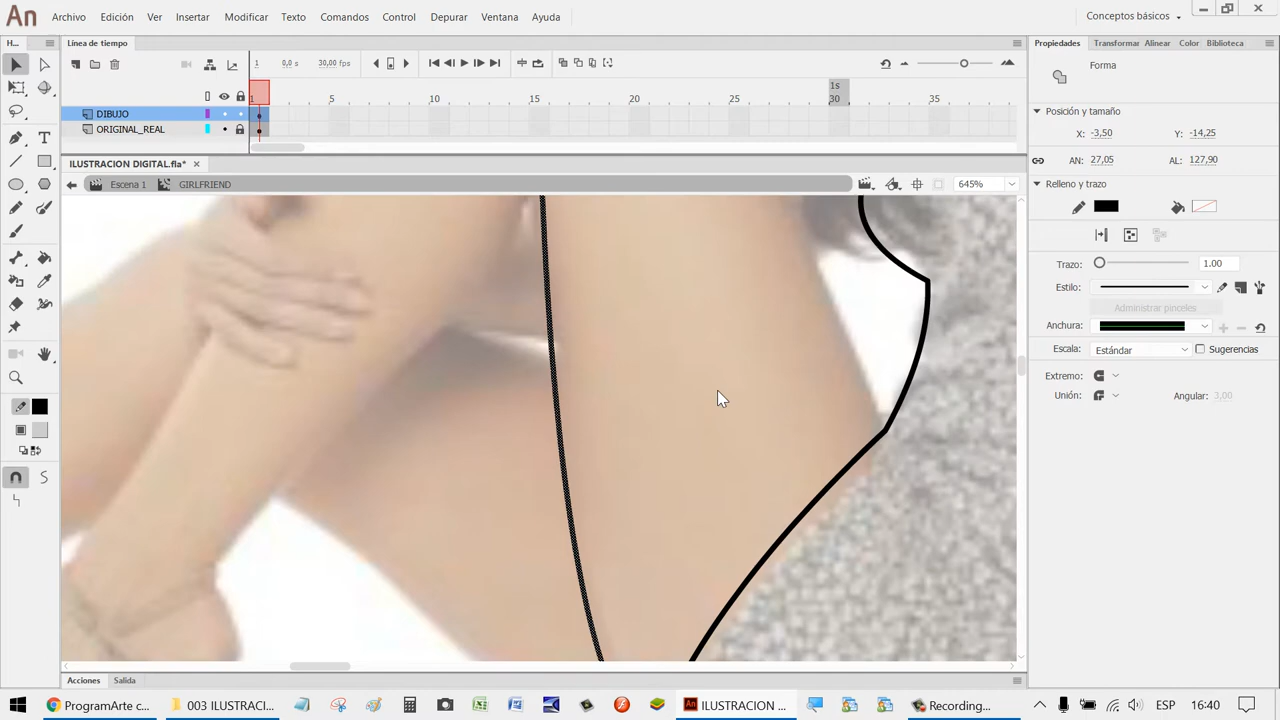 An Archivo Edición Ver Insertar Modificar Texto Comandos Control Depurar Ventana Ayuda Conceptos básicos
H... Línea de tiempo Propiedades Transformar Alinear Color Biblioteca
1 0,0 s 30,00 fps Forma
1s
1 5 10 15 20 25 30 35
DIBUJO
ORIGINAL_REAL
Posición y tamaño
X: -3,50 Y: -14,25
AN: 27,05 AL: 127,90
ILUSTRACION DIGITAL.fla*
Escena 1 GIRLFRIEND 645%
Relleno y trazo
Trazo: 1.00
Estilo:
Administrar pinceles
Anchura:
Escala: Estándar Sugerencias
Extremo:
Unión: Angular: 3,00
Acciones Salida
ProgramArte c... 003 ILUSTRACI... An ILUSTRACION ... Recording... ESP 16:40